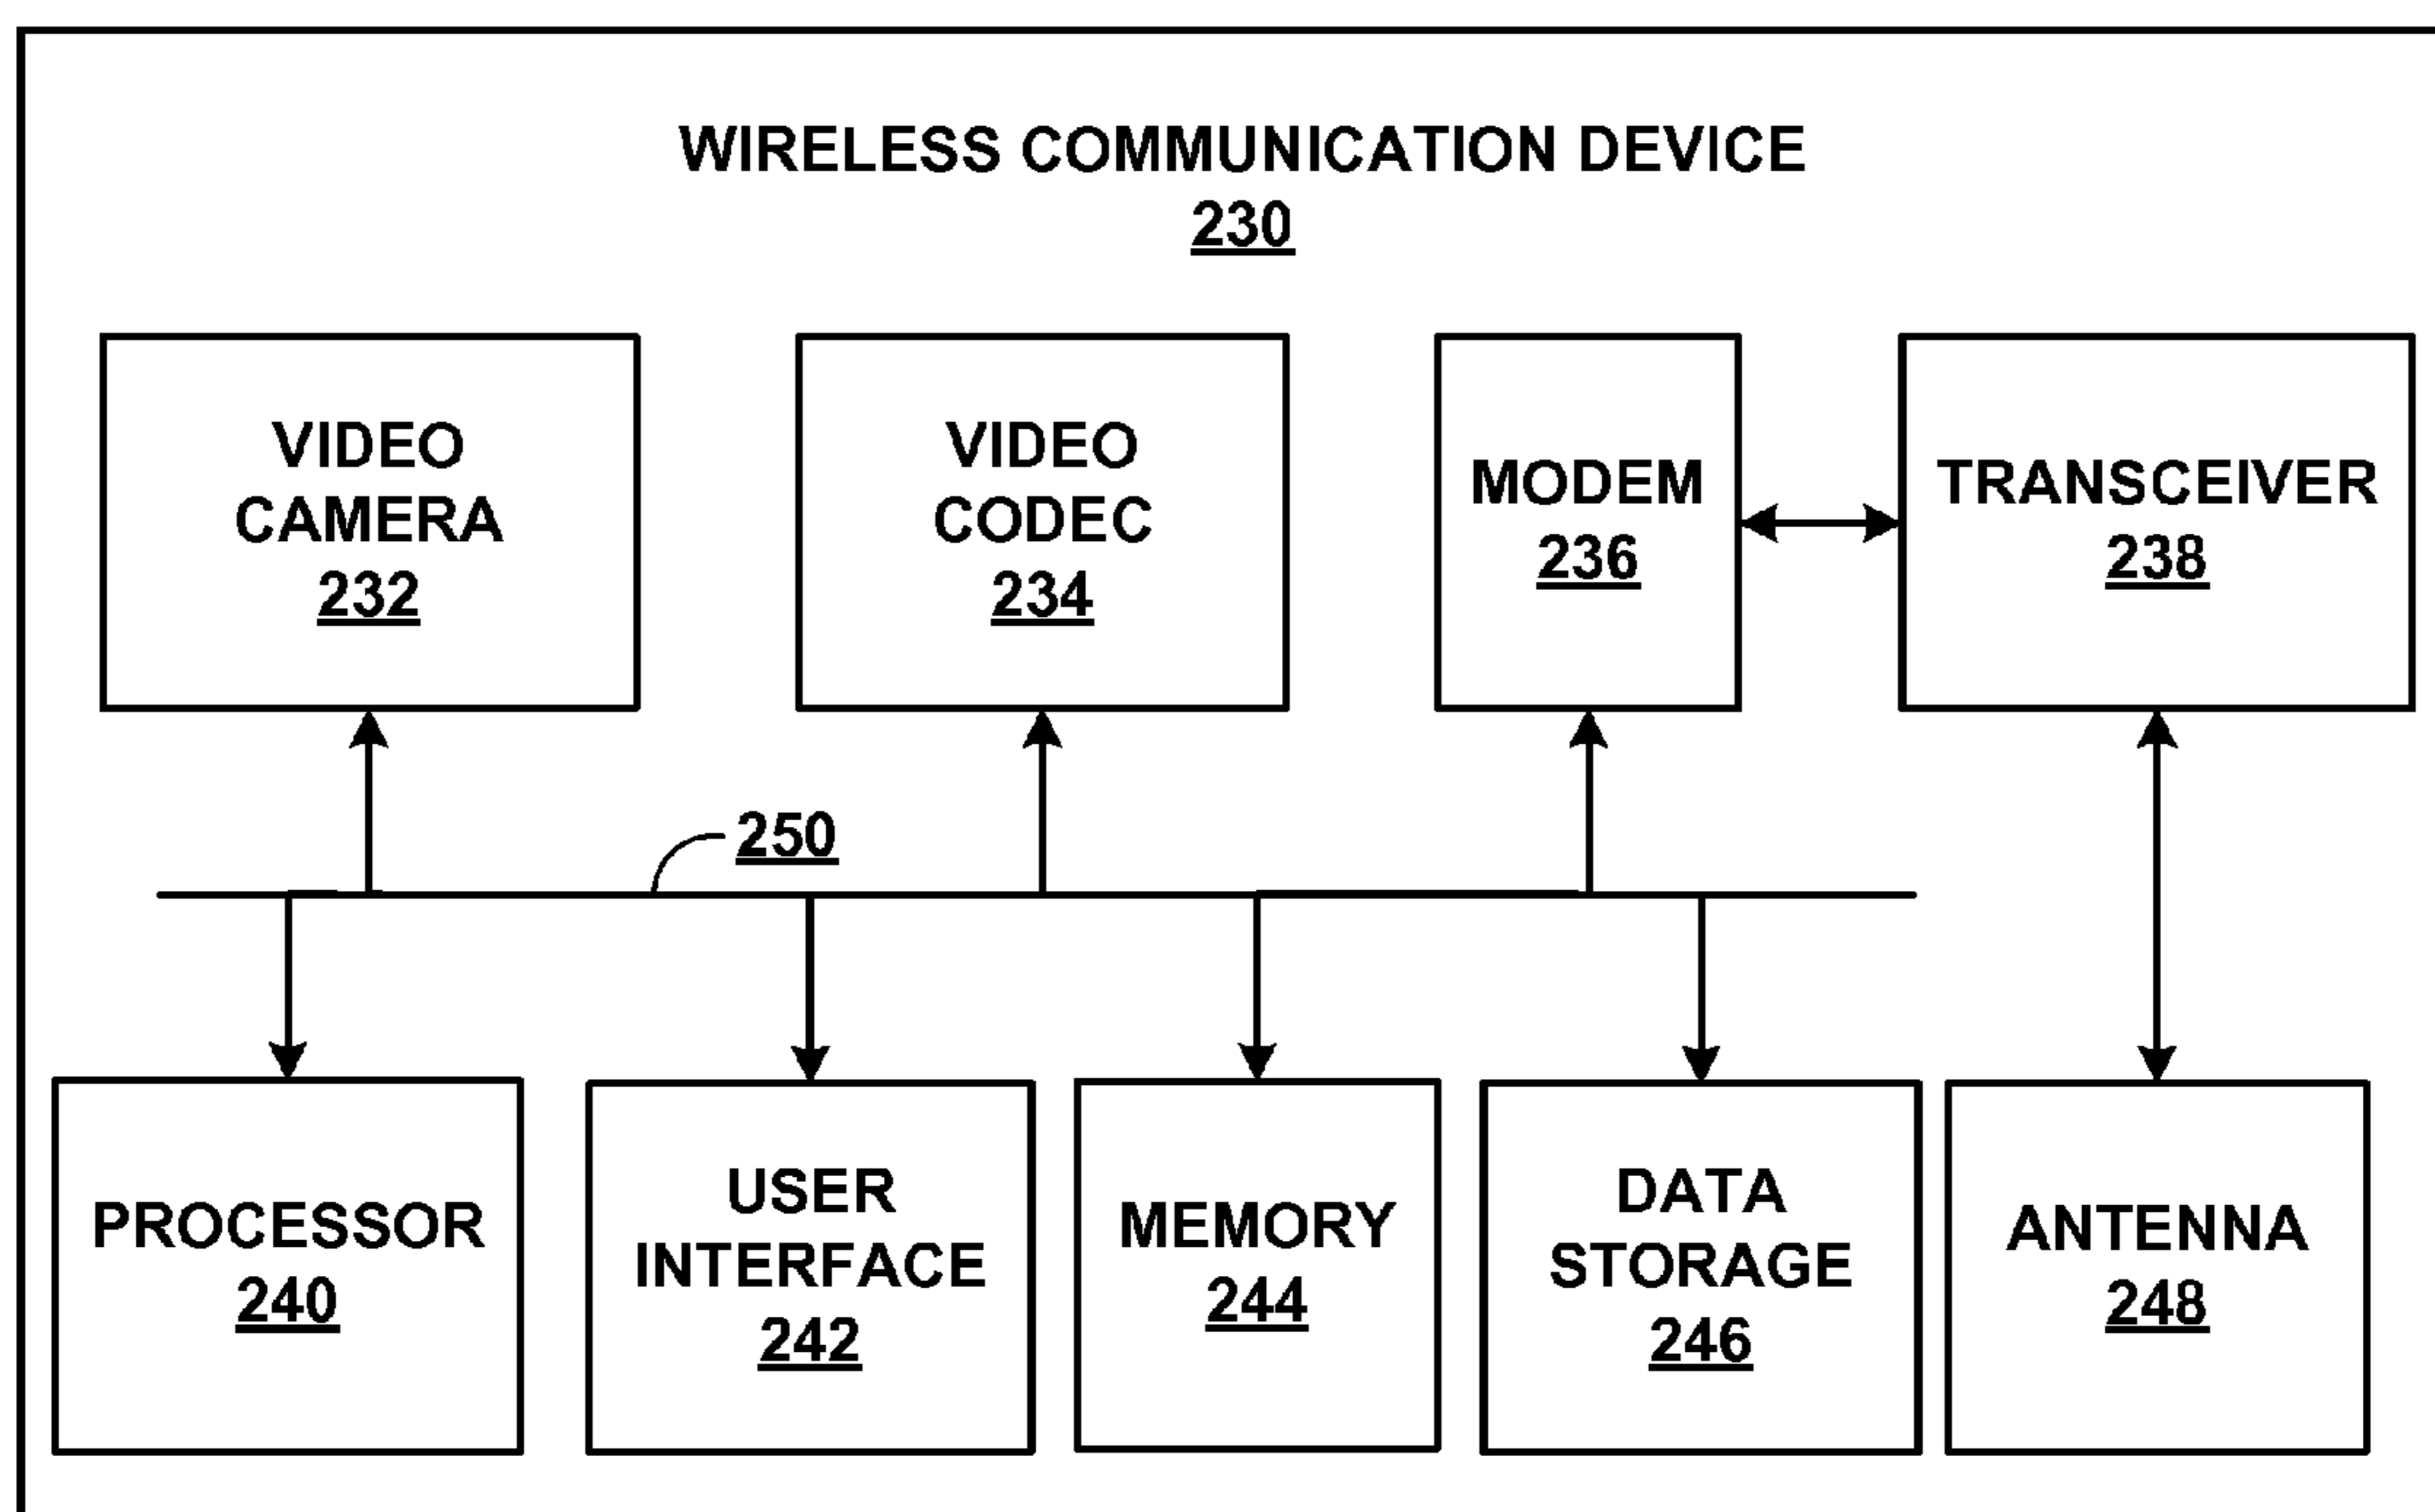 WIRELESS COMMUNICATION DEVICE
230
VIDEO
CAMERA
232
VIDEO
CODEC
234
MODEM
236
TRANSCEIVER
238
250
PROCESSOR
240
USER
INTERFACE
242
MEMORY
244
DATA
STORAGE
246
ANTENNA
248